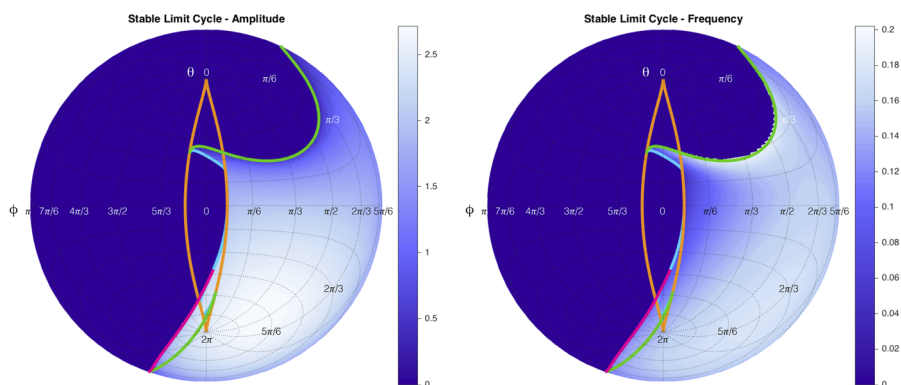 Stable Limit Cycle - Amplitude
θ 0
π/6
π/3
ϕ π 7π/6 4π/3 3π/2 5π/3 0 π/6 π/3 π/2 2π/3 5π/6
2π/3
5π/6
2π
2.5
2
1.5
1
0.5
0
Stable Limit Cycle - Frequency
θ 0
π/6
π/3
ϕ π 7π/6 4π/3 3π/2 5π/3 0 π/6 π/3 π/2 2π/3 5π/6
2π/3
5π/6
2π
0.2
0.18
0.16
0.14
0.12
0.1
0.08
0.06
0.04
0.02
0